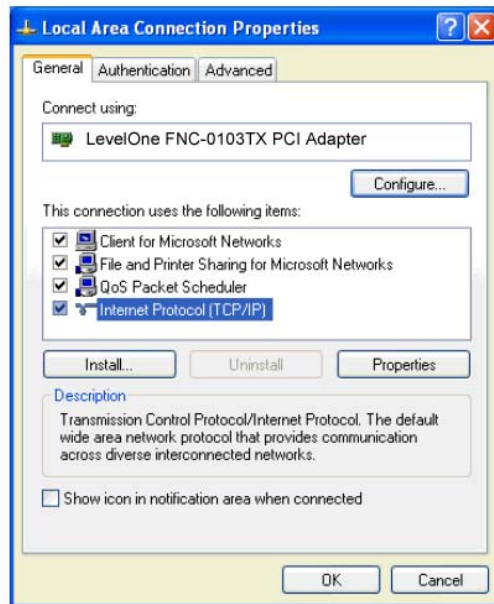 Local Area Connection Properties
General Authentication Advanced
Connect using:
LevelOne FNC-0103TX PCI Adapter
Configure...
This connection uses the following items:
Client for Microsoft Networks
File and Printer Sharing for Microsoft Networks
QoS Packet Scheduler
Internet Protocol (TCP/IP)
Install... Uninstall Properties
Description
Transmission Control Protocol/Internet Protocol. The default
wide area network protocol that provides communication
across diverse interconnected networks.
Show icon in notification area when connected
OK Cancel